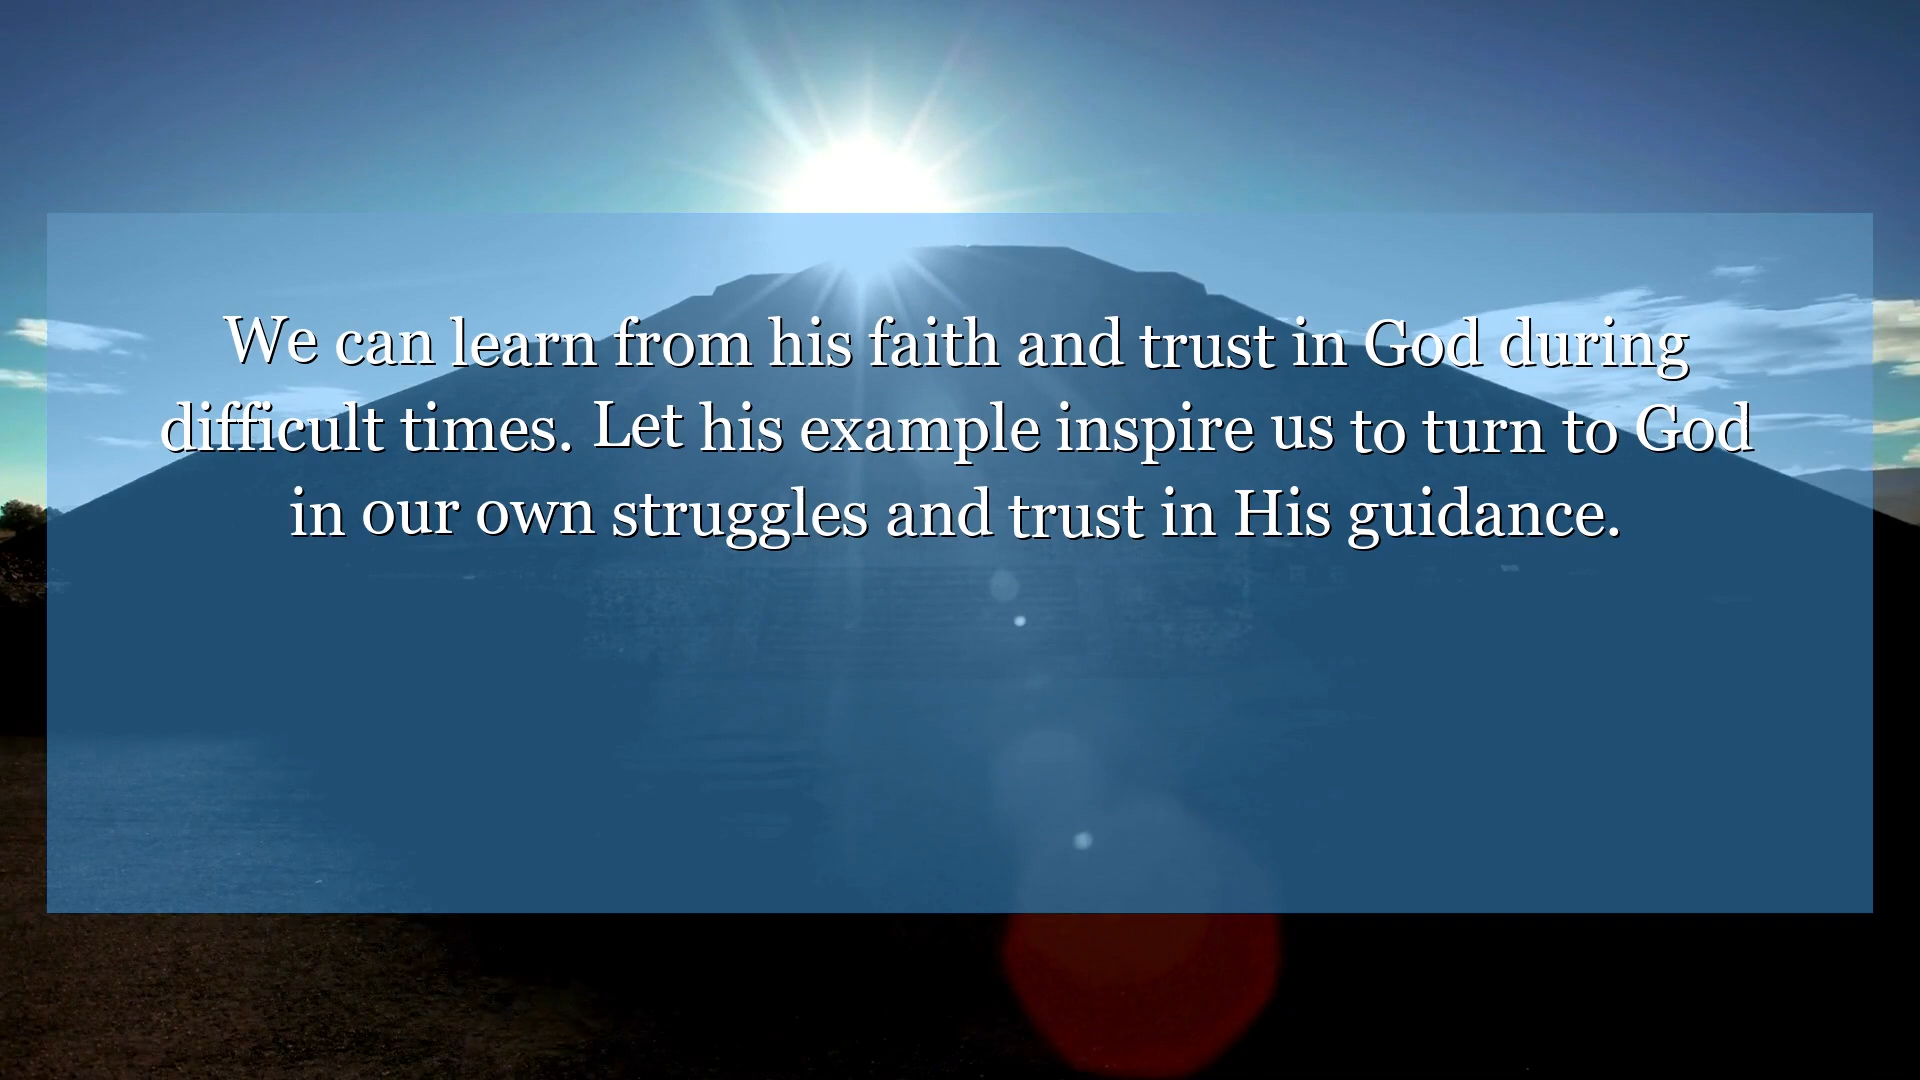 We can learn from his faith and trust in God during
difficult times. Let his example inspire us to turn to God
in our own struggles and trust in His guidance.